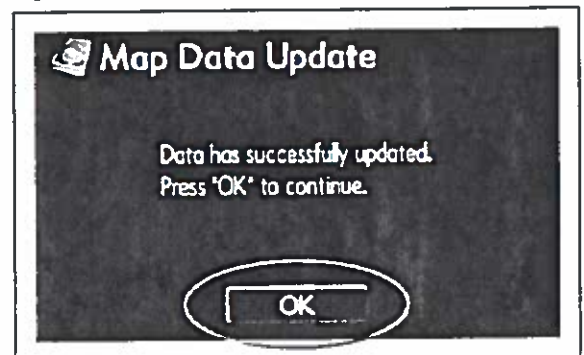 Map Data Update
Data has successfully updated.
Press "OK" to continue.
OK